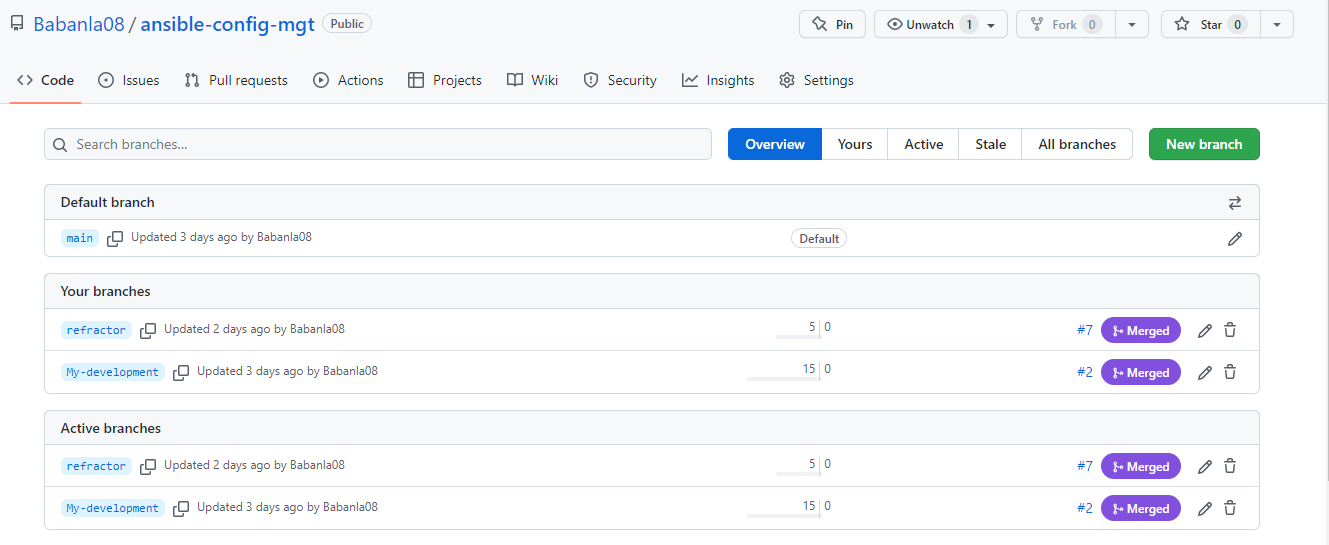 Babanla08 / ansible-config-mgt Public Pin Unwatch 1 Fork 0 Star 0
Code Issues Pull requests Actions Projects Wiki Security Insights Settings
Search branches... Overview Yours Active Stale All branches New branch
Default branch
main Updated 3 days ago by Babanla08 Default
Your branches
refractor Updated 2 days ago by Babanla08 5 0 #7 Merged
My-development Updated 3 days ago by Babanla08 15 0 #2 Merged
Active branches
refractor Updated 2 days ago by Babanla08 5 0 #7 Merged
My-development Updated 3 days ago by Babanla08 15 0 #2 Merged